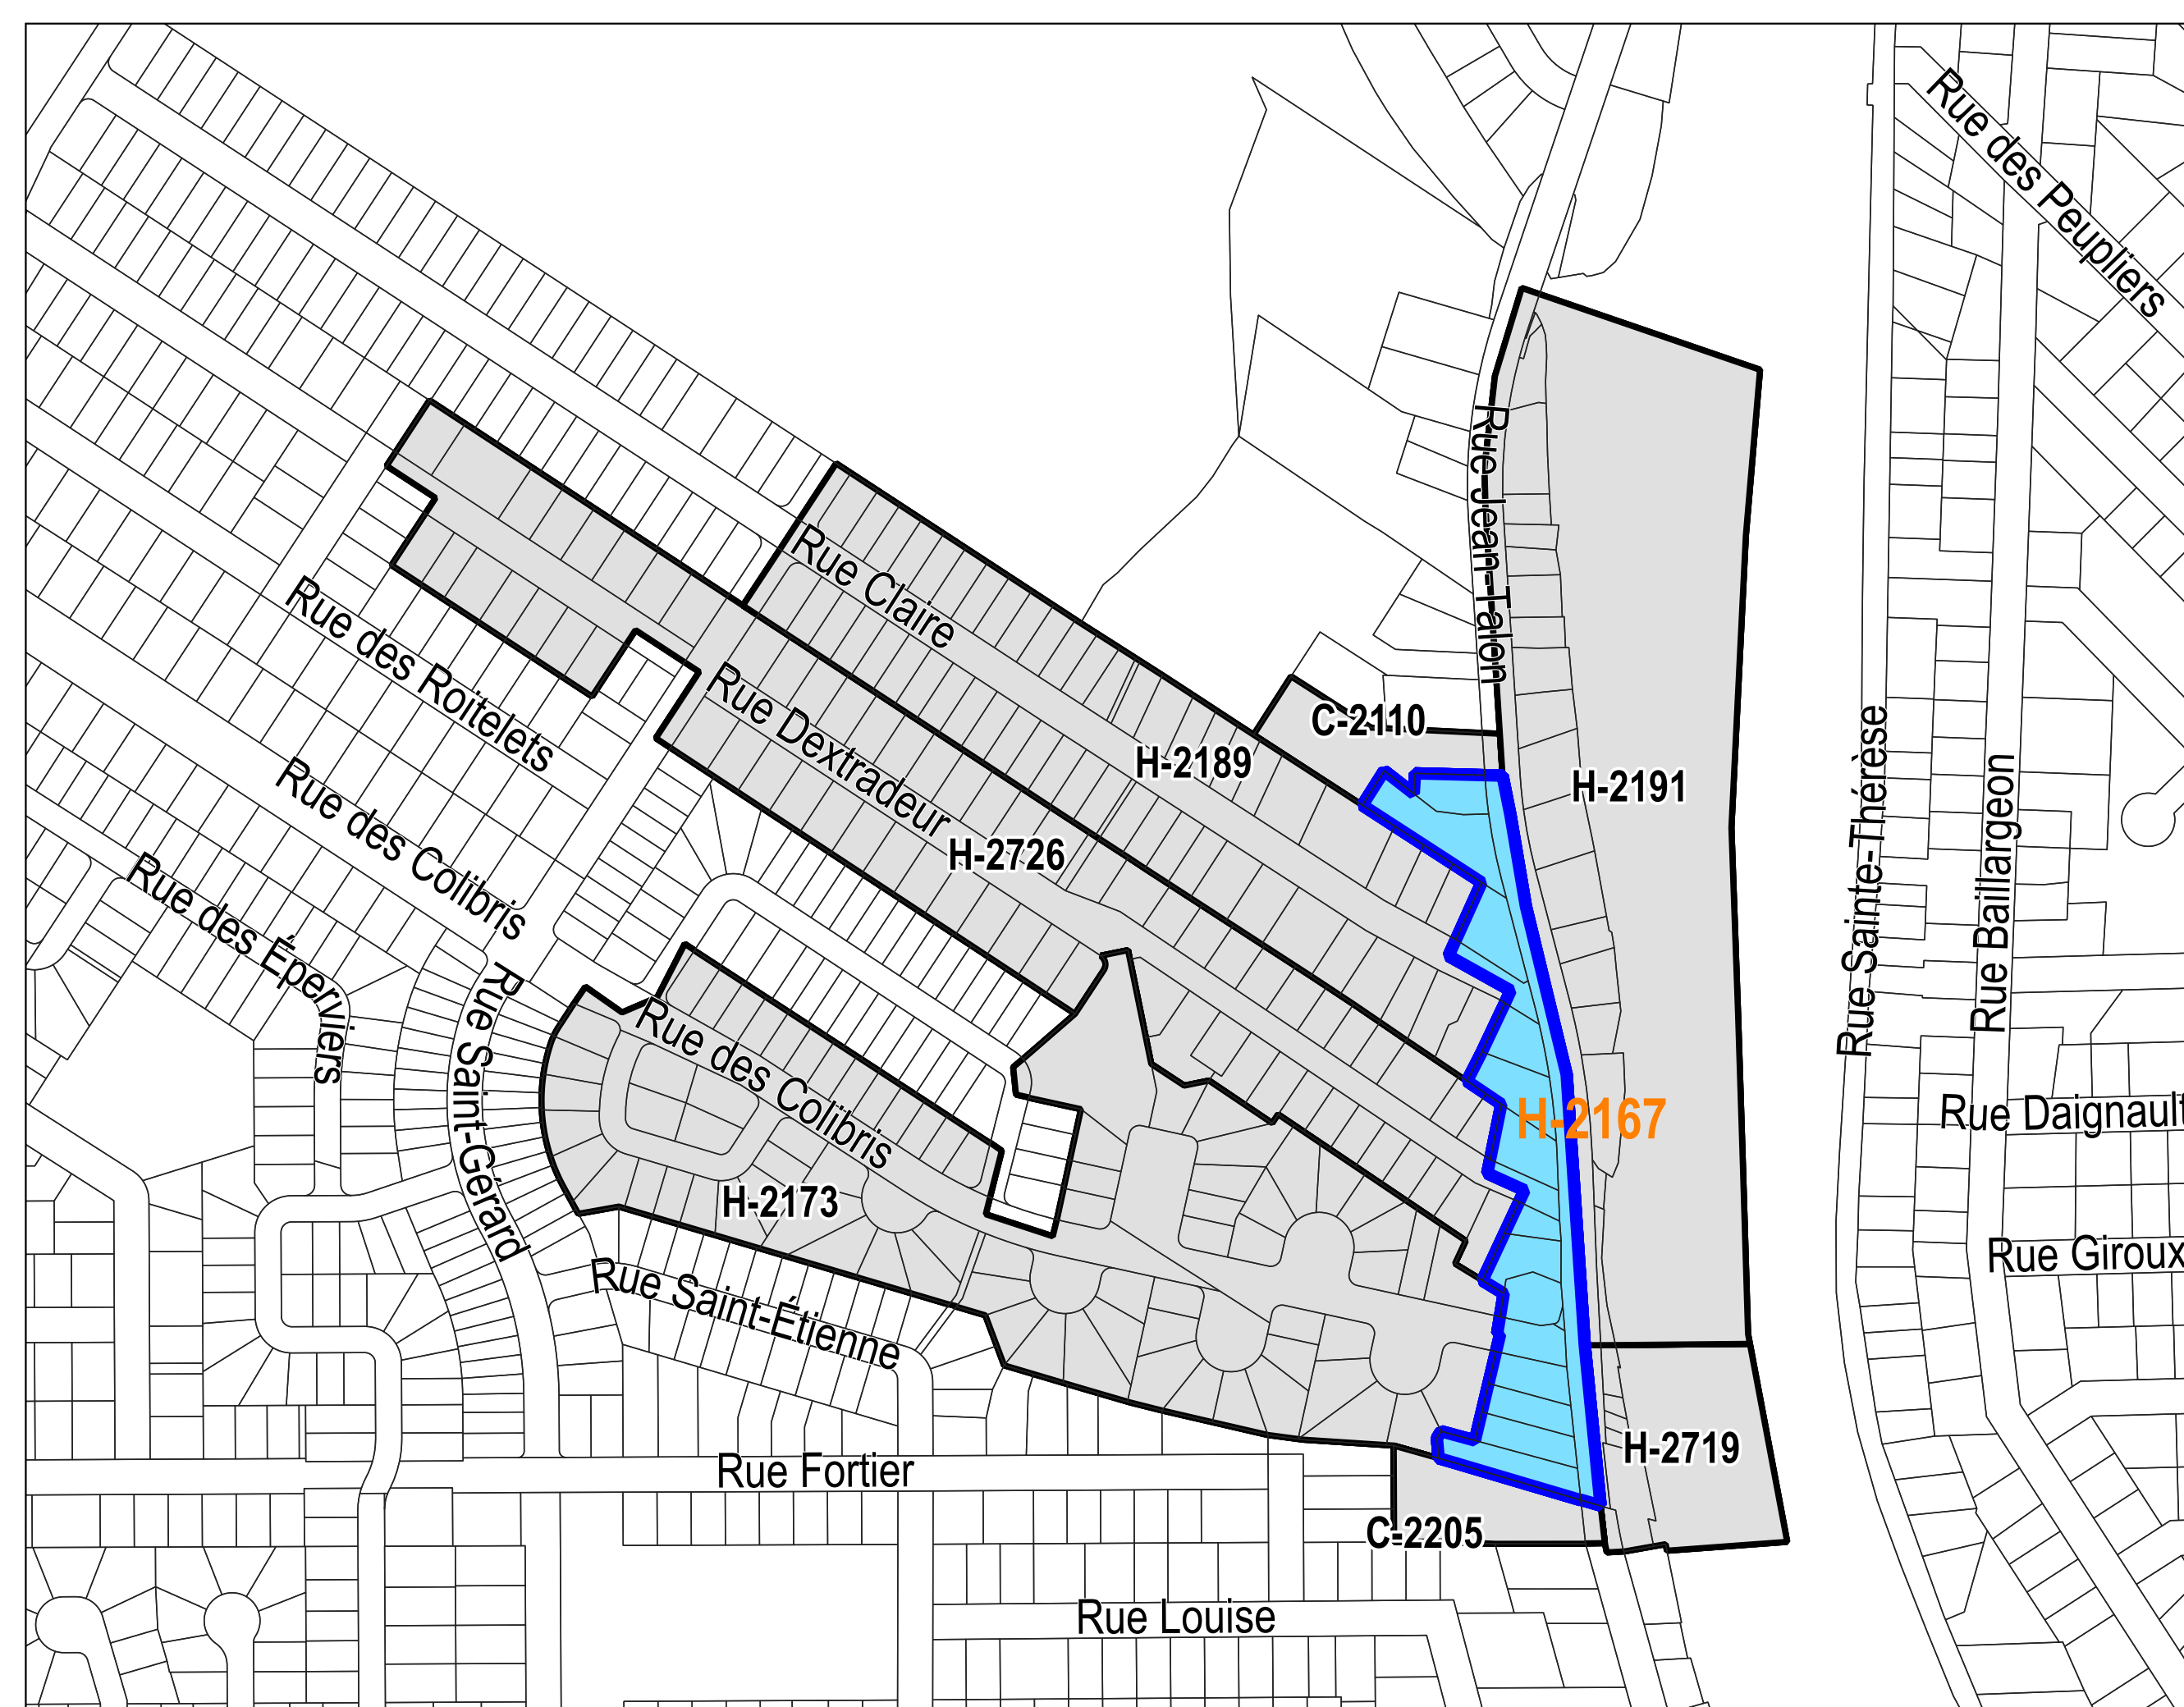 Rue des Peupliers
Rue Jean-Talon
Rue Claire
Rue des Roitelets
Rue Dextradeur
C-2110
H-2189
H-2191
Rue Sainte-Thérèse
Rue Baillargeon
Rue des Colibris
H-2726
Rue des Éperviers
Rue Saint-Gérard
Rue des Colibris
H-2167
Rue Daignault
H-2173
Rue Giroux
Rue Saint-Étienne
H-2719
Rue Fortier
C-2205
Rue Louise